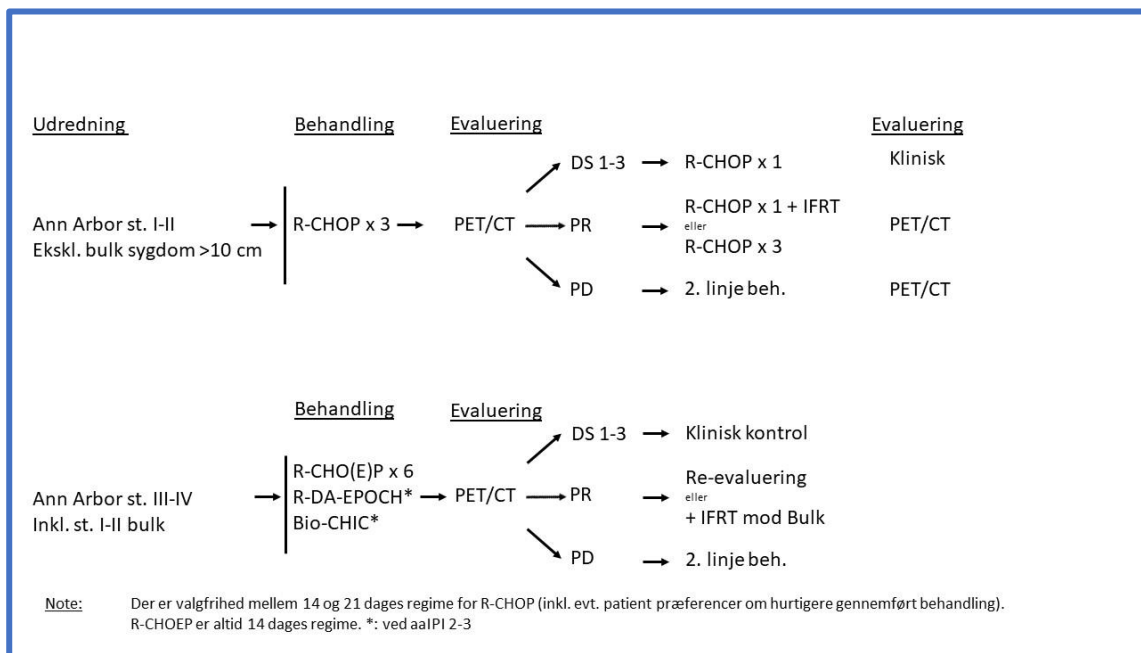 Udredning Behandling Evaluering Evaluering
DS 1-3 R-CHOP x 1 Klinisk
Ann Arbor st. I-II
Ekskl. bulk sygdom >10 cm
R-CHOP x 3 PET/CT PR
R-CHOP x 1 + IFRT
eller
R-CHOP x 3
PET/CT
PD 2. linje beh. PET/CT
Behandling Evaluering
DS 1-3 Klinisk kontrol
Ann Arbor st. III-IV
Inkl. st. I-II bulk
R-CHO(E)P x 6
R-DA-EPOCH*
Bio-CHIC*
PET/CT PR
Re-evaluering
eller
+ IFRT mod Bulk
PD 2. linje beh.
Note: Der er valgfrihed mellem 14 og 21 dages regime for R-CHOP (inkl. evt. patient præferencer om hurtigere gennemført behandling).
R-CHOEP er altid 14 dages regime. *: ved aaIPI 2-3